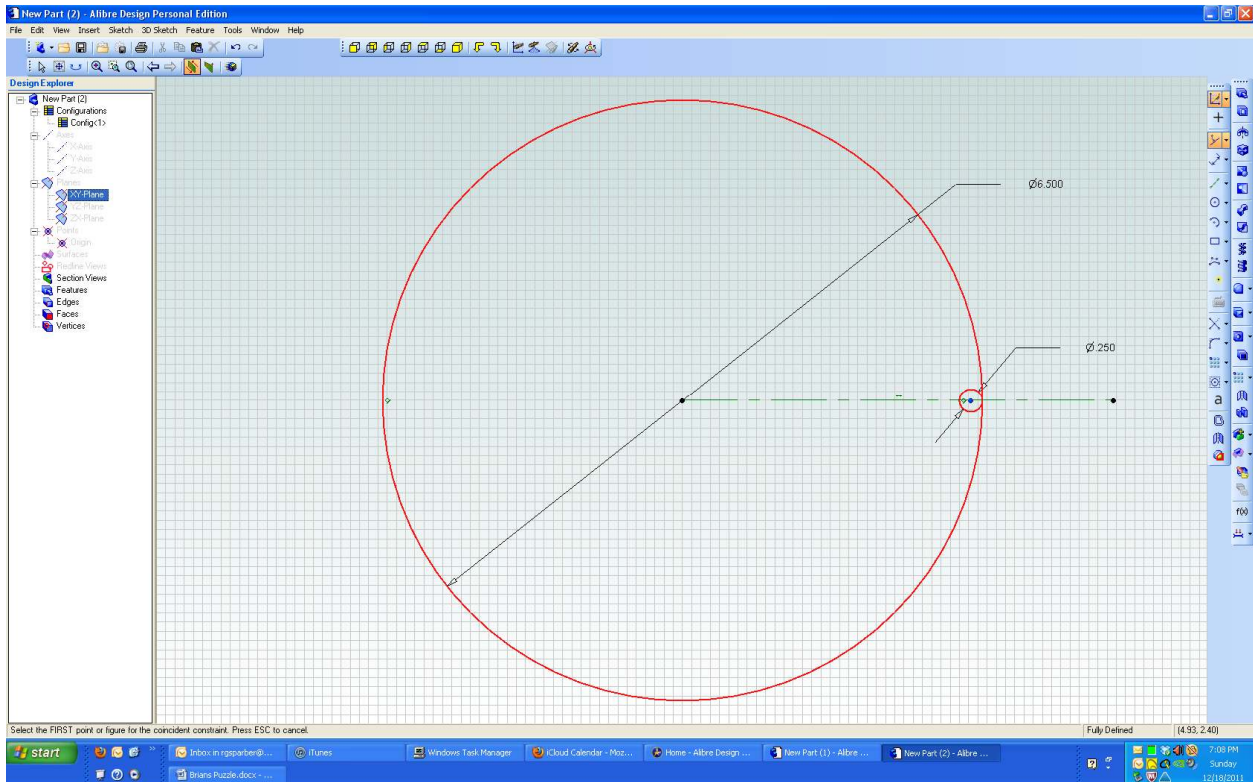 New Part (2) - Alibre Design Personal Edition
File Edit View Insert Sketch 3D Sketch Feature Tools Window Help
Design Explorer
New Part (2)
Configurations
Config<1>
Axes
X-Axis
Y-Axis
Z-Axis
Planes
XY-Plane
YZ-Plane
ZX-Plane
Points
Origin
Surfaces
Redline Views
Section Views
Features
Edges
Faces
Vertices
Ø6.500
Ø.250
a
f(x)
Select the FIRST point or figure for the coincident constraint. Press ESC to cancel.
Fully Defined
(4.93, 2.40)
start
Inbox in rgsparber@...
iTunes
Windows Task Manager
iCloud Calendar - Moz...
Home - Alibre Design ...
New Part (1) - Alibre ...
New Part (2) - Alibre ...
Brians Puzzle.docx - ...
7:08 PM
Sunday
12/18/2011